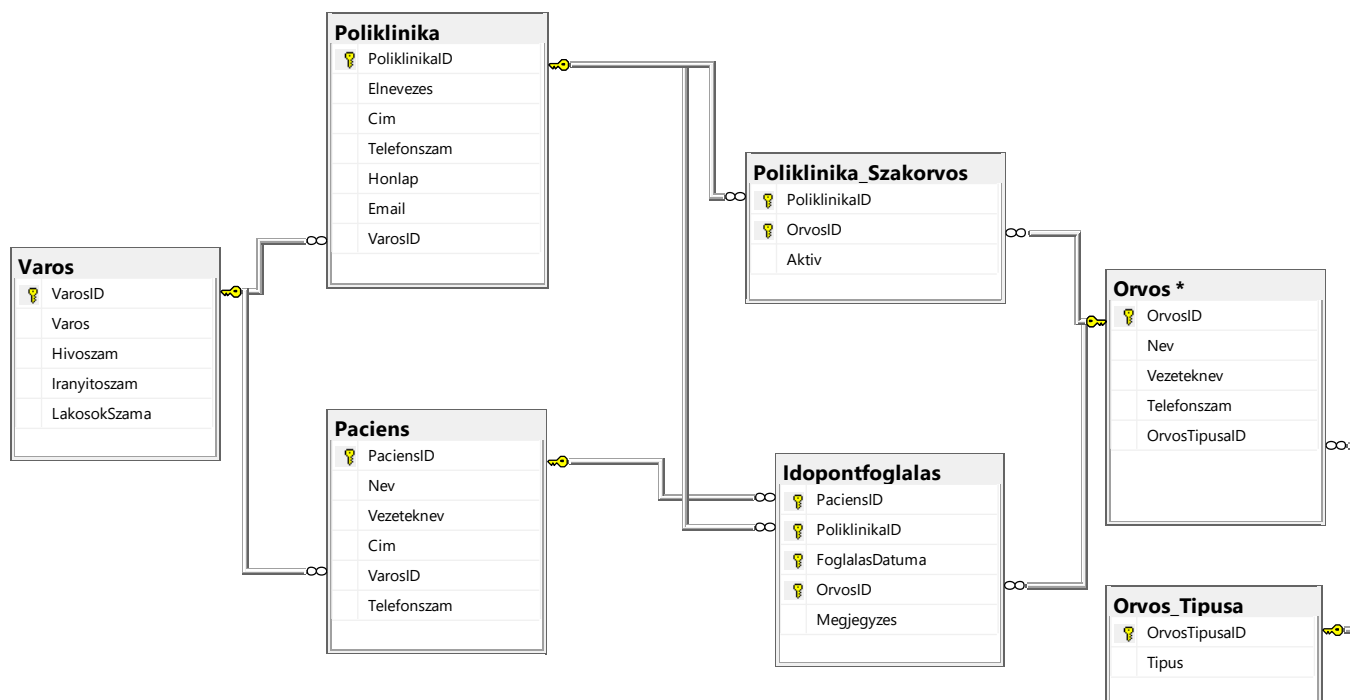 Poliklinika
PoliklinikaID
Elnevezes
Cim
Telefonszam
Honlap
Email
VarosID
Poliklinika_Szakorvos
PoliklinikaID
OrvosID
Aktiv
Varos
VarosID
Varos
Hivoszam
Iranyitoszam
LakosokSzama
Orvos *
OrvosID
Nev
Vezeteknev
Telefonszam
OrvosTipusaID
Paciens
PaciensID
Nev
Vezeteknev
Cim
VarosID
Telefonszam
Idopontfoglalas
PaciensID
PoliklinikaID
FoglalasDatuma
OrvosID
Megjegyzes
Orvos_Tipusa
OrvosTipusaID
Tipus